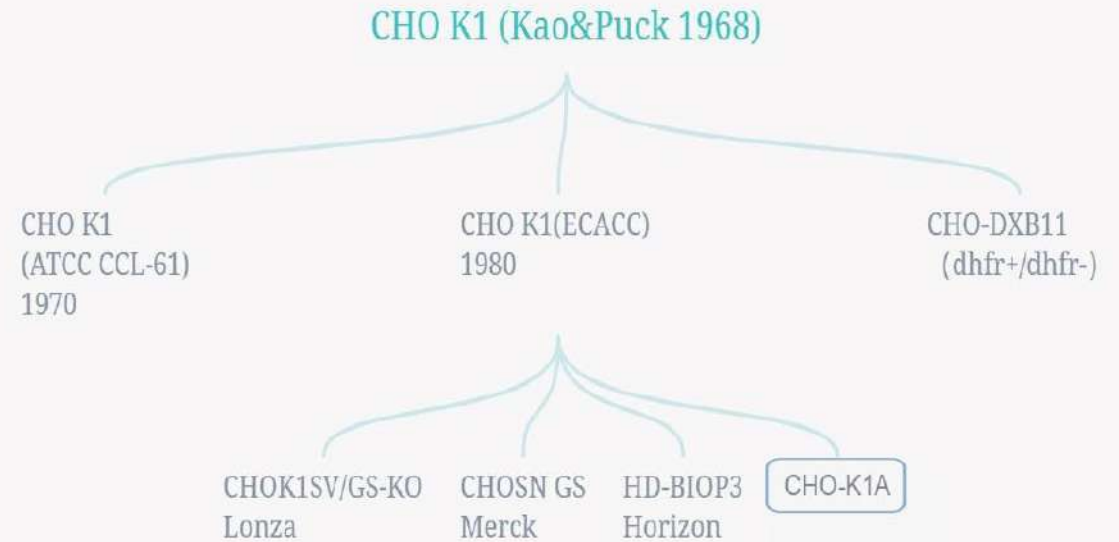 CHO K1 (Kao&Puck 1968)
CHO K1
(ATCC CCL-61)
1970
CHO K1(ECACC)
1980
CHO-DXB11
(dhfr+/dhfr-)
CHOK1SV/GS-KO
Lonza
CHOSN GS
Merck
HD-BIOP3
Horizon
CHO-K1A